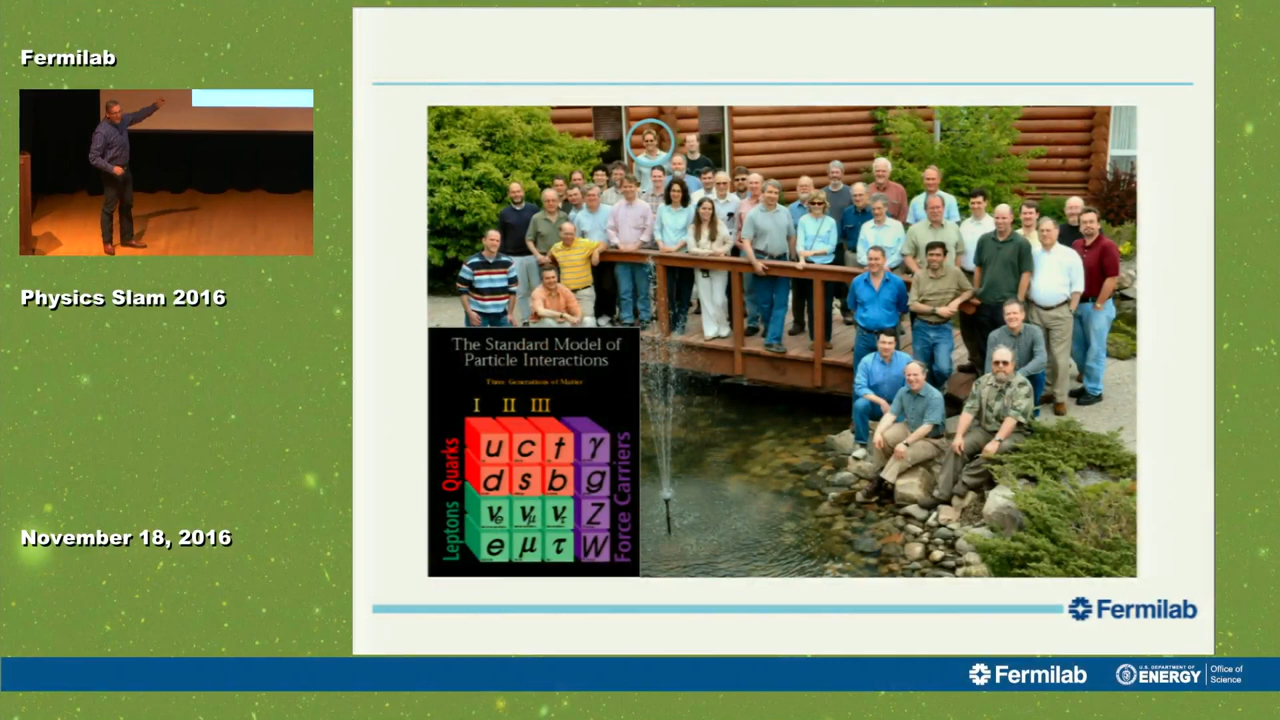 Fermilab
Physics Slam 2016
November 18, 2016
The Standard Model of
Particle Interactions
Three Generations of Matter
I II III
Quarks
Leptons
Force Carriers
u c t γ
d s b g
νe νμ ντ Z
e μ τ W
Fermilab
Fermilab
U.S. DEPARTMENT OF
ENERGY
Office of
Science